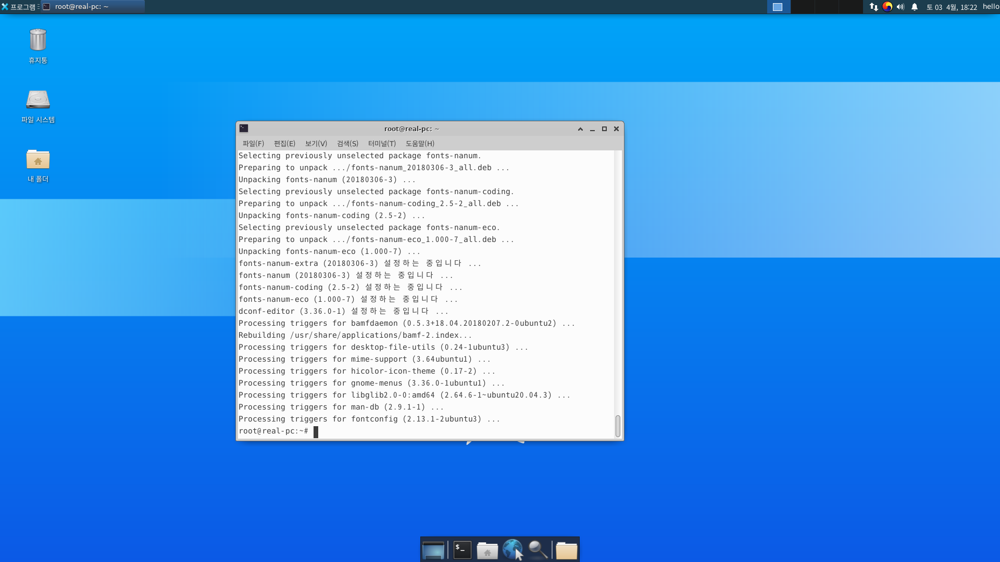 프로그램
root@real-pc: ~
토 03 4월, 18:22
hello
휴지통
파일 시스템
내 폴더
root@real-pc: ~
파일(F) 편집(E) 보기(V) 검색(S) 터미널(T) 도움말(H)
Selecting previously unselected package fonts-nanum.
Preparing to unpack .../fonts-nanum_20180306-3_all.deb ...
Unpacking fonts-nanum (20180306-3) ...
Selecting previously unselected package fonts-nanum-coding.
Preparing to unpack .../fonts-nanum-coding_2.5-2_all.deb ...
Unpacking fonts-nanum-coding (2.5-2) ...
Selecting previously unselected package fonts-nanum-eco.
Preparing to unpack .../fonts-nanum-eco_1.000-7_all.deb ...
Unpacking fonts-nanum-eco (1.000-7) ...
fonts-nanum-extra (20180306-3) 설정하는 중입니다 ...
fonts-nanum (20180306-3) 설정하는 중입니다 ...
fonts-nanum-coding (2.5-2) 설정하는 중입니다 ...
fonts-nanum-eco (1.000-7) 설정하는 중입니다 ...
dconf-editor (3.36.0-1) 설정하는 중입니다 ...
Processing triggers for bamfdaemon (0.5.3+18.04.20180207.2-0ubuntu2) ...
Rebuilding /usr/share/applications/bamf-2.index...
Processing triggers for desktop-file-utils (0.24-1ubuntu3) ...
Processing triggers for mime-support (3.64ubuntu1) ...
Processing triggers for hicolor-icon-theme (0.17-2) ...
Processing triggers for gnome-menus (3.36.0-1ubuntu1) ...
Processing triggers for libglib2.0-0:amd64 (2.64.6-1~ubuntu20.04.3) ...
Processing triggers for man-db (2.9.1-1) ...
Processing triggers for fontconfig (2.13.1-2ubuntu3) ...
root@real-pc:~#
$_